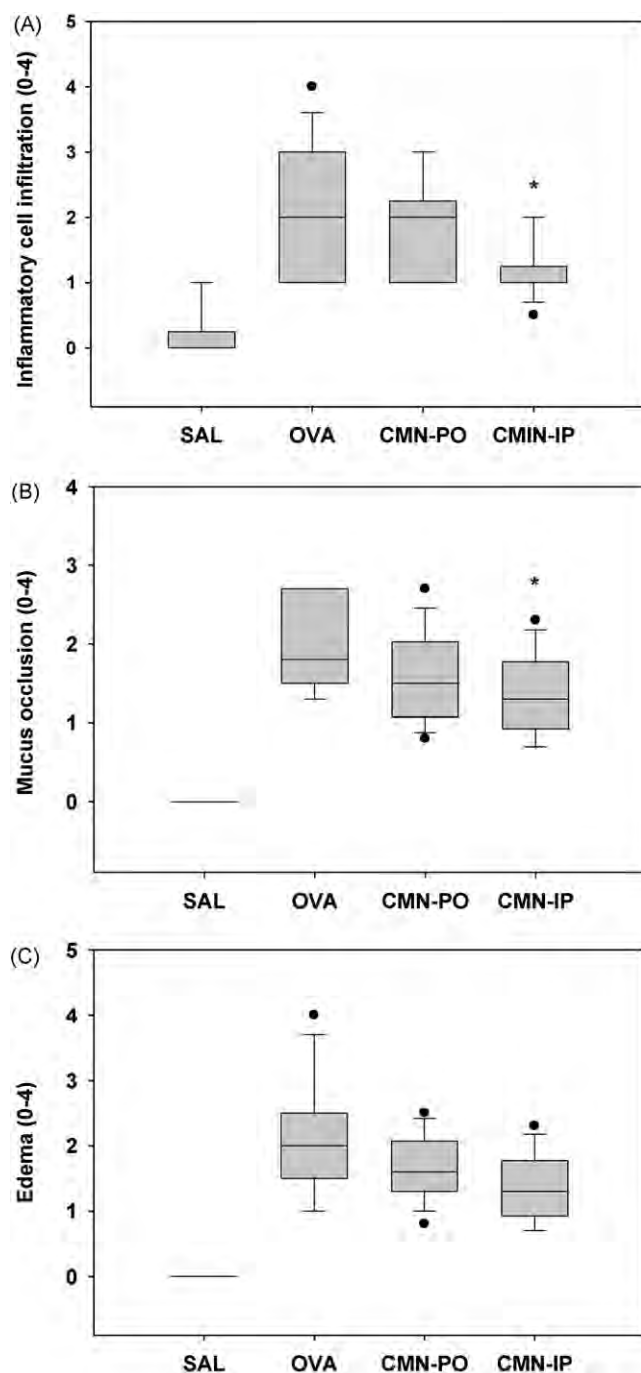 (A)
Inflammatory cell infiltration (0-4)
5
4
3
2
1
0
*
SAL OVA CMN-PO CMIN-IP
(B)
Mucus occlusion (0-4)
4
3
2
1
0
*
SAL OVA CMN-PO CMN-IP
(C)
Edema (0-4)
5
4
3
2
1
0
SAL OVA CMN-PO CMN-IP